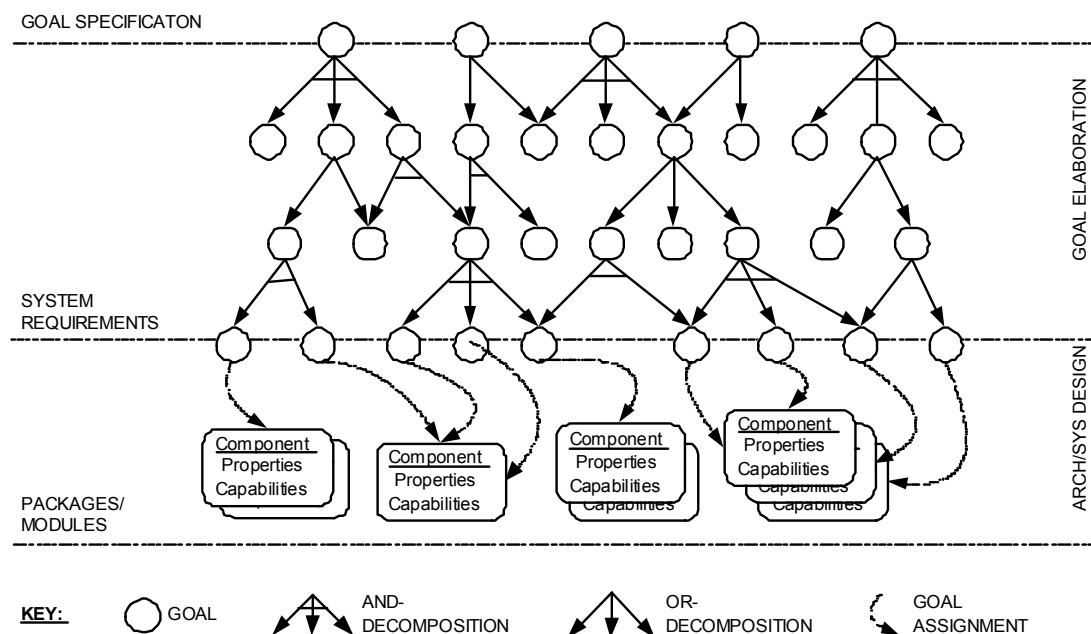 GOAL SPECIFICATON
GOAL ELABORATION
SYSTEM
REQUIREMENTS
ARCH/SYS DESIGN
Component
Properties
Capabilities
Component
Properties
Capabilities
Component
Properties
Capabilities
Capabilities
Component
Properties
Capabilities
Capabilities
PACKAGES/
MODULES
KEY:
GOAL
AND-
DECOMPOSITION
OR-
DECOMPOSITION
GOAL
ASSIGNMENT